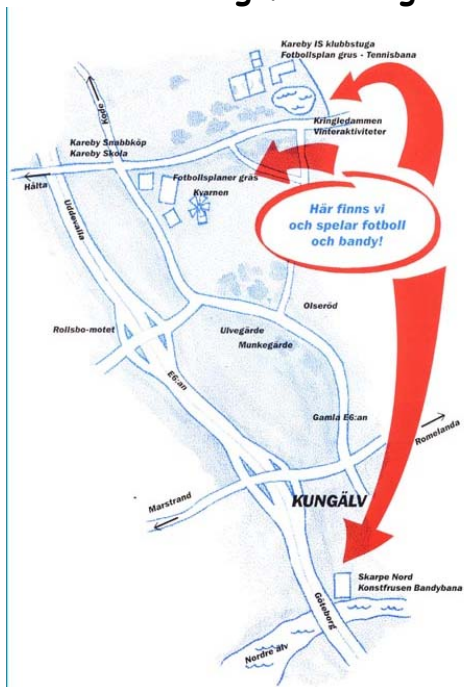 Kareby IS klubbstuga
Fotbollsplan grus - Tennisbana
Kode
Kringledammen
Vinteraktiviteter
Kareby Snabbköp
Kareby Skola
Hålta
Fotbollsplaner gräs
Kvarnen
Uddevalla
Här finns vi
och spelar fotboll
och bandy!
Olseröd
Rollsbo-motet
Ulvegärde
Munkegärde
E6:an
Gamla E6:an
Romelanda
Marstrand
KUNGÄLV
Skarpe Nord
Konstfrusen Bandybana
Göteborg
Nordre älv